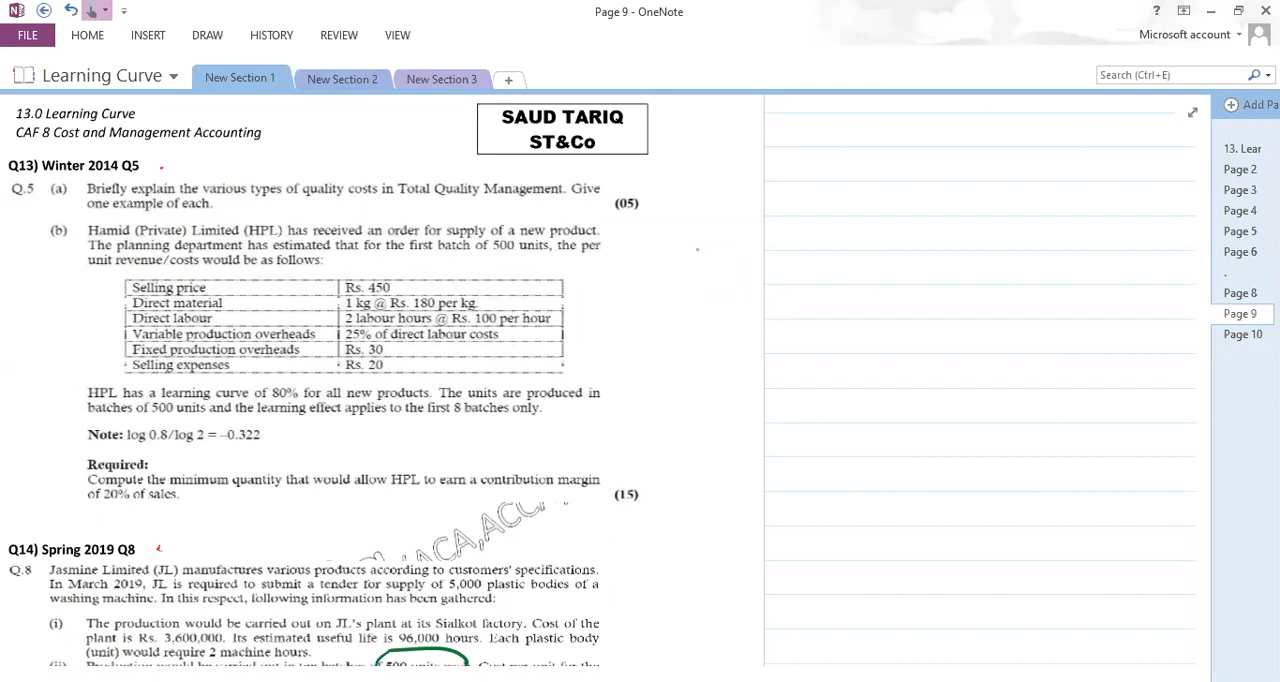 Page 9 - OneNote
?
FILE HOME INSERT DRAW HISTORY REVIEW VIEW
Microsoft account
Learning Curve
New Section 1 New Section 2 New Section 3 +
Search (Ctrl+E)
Add Pa
13. Lear
Page 2
Page 3
Page 4
Page 5
Page 6
.
Page 8
Page 9
Page 10
13.0 Learning Curve
CAF 8 Cost and Management Accounting
SAUD TARIQ
ST&Co
Q13) Winter 2014 Q5
Q.5 (a) Briefly explain the various types of quality costs in Total Quality Management. Give
one example of each. (05)
(b) Hamid (Private) Limited (HPL) has received an order for supply of a new product.
The planning department has estimated that for the first batch of 500 units, the per
unit revenue/costs would be as follows:
Selling price Rs. 450
Direct material 1 kg @ Rs. 180 per kg.
Direct labour 2 labour hours @ Rs. 100 per hour
Variable production overheads 25% of direct labour costs
Fixed production overheads Rs. 30
Selling expenses Rs. 20
HPL has a learning curve of 80% for all new products. The units are produced in
batches of 500 units and the learning effect applies to the first 8 batches only.
Note: log 0.8/log 2 = –0.322
Required:
Compute the minimum quantity that would allow HPL to earn a contribution margin
of 20% of sales. (15)
ACA,ACC
Q14) Spring 2019 Q8
Q.8 Jasmine Limited (JL) manufactures various products according to customers' specifications.
In March 2019, JL is required to submit a tender for supply of 5,000 plastic bodies of a
washing machine. In this respect, following information has been gathered:
(i) The production would be carried out on JL's plant at its Sialkot factory. Cost of the
plant is Rs. 3,600,000. Its estimated useful life is 96,000 hours. Each plastic body
(unit) would require 2 machine hours.